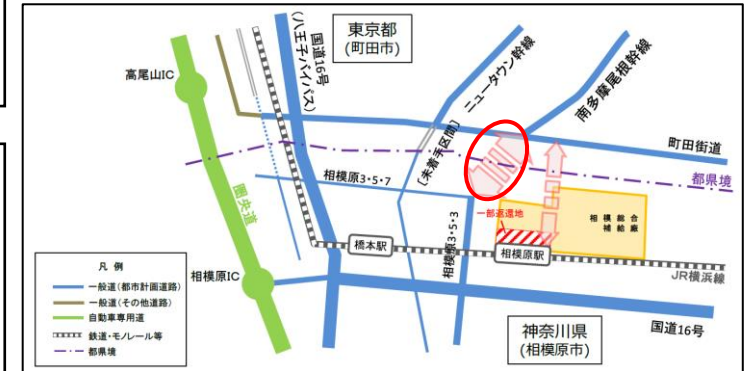 東京都
(町田市)
国道16号
(八王子バイパス)
高尾山IC
ニュータウン幹線
南多摩尾根幹線
[未着手区間]
町田街道
都県境
相模原3・5・7
圏央道
一部返還地
相模総合
補給廠
相模原3・5・3
橋本駅
相模原駅
JR横浜線
相模原IC
国道16号
神奈川県
(相模原市)
凡例
一般道(都市計画道路)
一般道(その他道路)
自動車専用道
鉄道・モノレール等
都県境